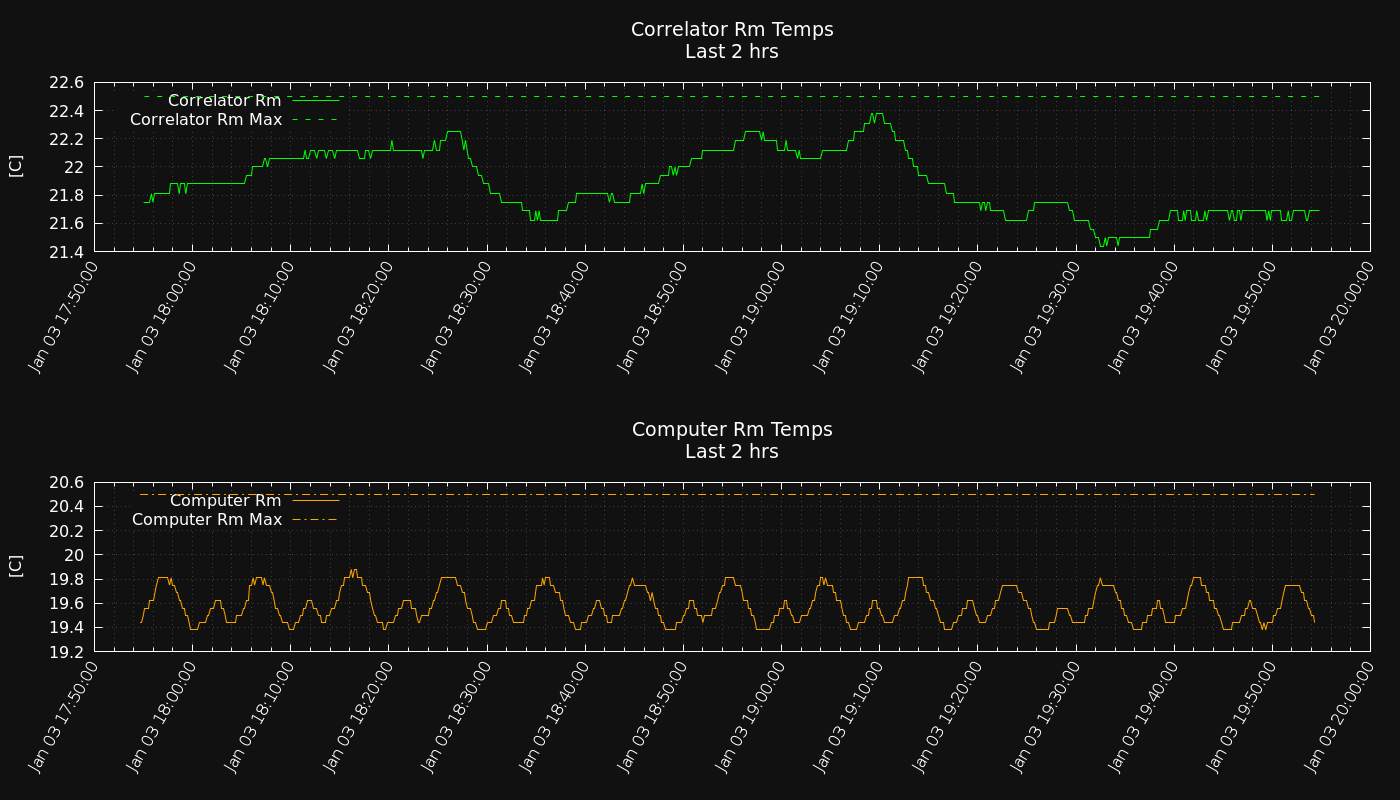 Correlator Rm Temps
Last 2 hrs
22.6
22.4
22.2
22
21.8
21.6
21.4
[C]
Correlator Rm
Correlator Rm Max
Jan 03 17:50:00
Jan 03 18:00:00
Jan 03 18:10:00
Jan 03 18:20:00
Jan 03 18:30:00
Jan 03 18:40:00
Jan 03 18:50:00
Jan 03 19:00:00
Jan 03 19:10:00
Jan 03 19:20:00
Jan 03 19:30:00
Jan 03 19:40:00
Jan 03 19:50:00
Jan 03 20:00:00
Computer Rm Temps
Last 2 hrs
20.6
20.4
20.2
20
19.8
19.6
19.4
19.2
[C]
Computer Rm
Computer Rm Max
Jan 03 17:50:00
Jan 03 18:00:00
Jan 03 18:10:00
Jan 03 18:20:00
Jan 03 18:30:00
Jan 03 18:40:00
Jan 03 18:50:00
Jan 03 19:00:00
Jan 03 19:10:00
Jan 03 19:20:00
Jan 03 19:30:00
Jan 03 19:40:00
Jan 03 19:50:00
Jan 03 20:00:00